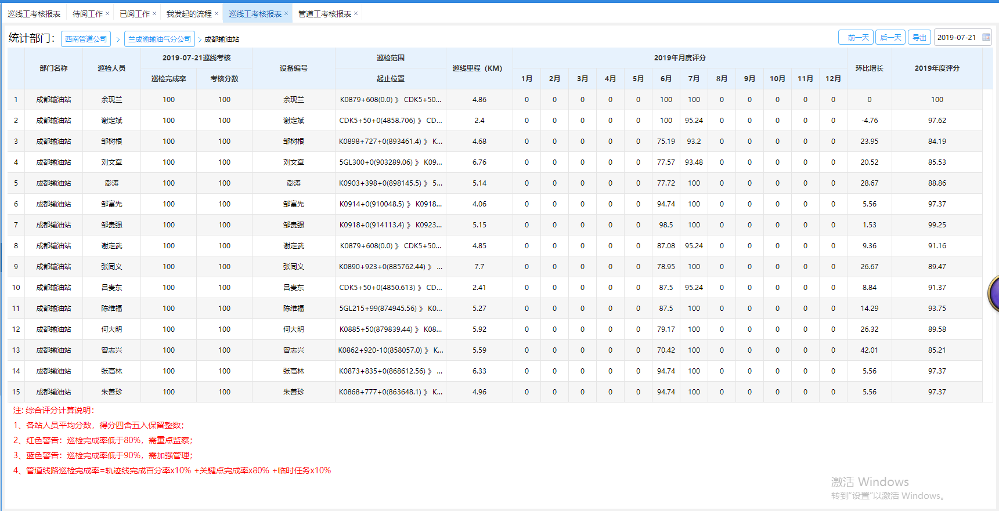 巡线工考核报表 待阅工作 × 已阅工作 × 我发起的流程 × 巡线工考核报表 × 管道工考核报表 ×
统计部门： 西南管道公司 > 兰成渝输油气分公司 > 成都输油站 前一天 后一天 导出 2019-07-21
部门名称 巡检人员 2019-07-21巡线考核 设备编号 巡检范围 巡线里程（KM） 2019年月度评分 环比增长 2019年度评分
巡检完成率 考核分数 起止位置 1月 2月 3月 4月 5月 6月 7月 8月 9月 10月 11月 12月
1 成都输油站 余现兰 100 100 余现兰 K0879+608(0.0) 》 CDK5+50... 4.86 0 0 0 0 0 100 100 0 0 0 0 0 0 100
2 成都输油站 谢定斌 100 100 谢定斌 CDK5+50+0(4858.706) 》 CD... 2.4 0 0 0 0 0 100 95.24 0 0 0 0 0 -4.76 97.62
3 成都输油站 邹树根 100 100 邹树根 K0898+727+0(893461.4) 》 K... 4.68 0 0 0 0 0 75.19 93.2 0 0 0 0 0 23.95 84.19
4 成都输油站 刘文章 100 100 刘文章 5GL300+0(903289.06) 》 K09... 6.76 0 0 0 0 0 77.57 93.48 0 0 0 0 0 20.52 85.53
5 成都输油站 澎涛 100 100 澎涛 K0903+398+0(898145.5) 》 5... 5.14 0 0 0 0 0 77.72 100 0 0 0 0 0 28.67 88.86
6 成都输油站 邹富先 100 100 邹富先 K0914+0(910048.5) 》 K0918... 4.06 0 0 0 0 0 94.74 100 0 0 0 0 0 5.56 97.37
7 成都输油站 邹贵强 100 100 邹贵强 K0918+0(914113.4) 》 K0923... 5.15 0 0 0 0 0 98.5 100 0 0 0 0 0 1.53 99.25
8 成都输油站 谢定武 100 100 谢定武 K0879+608(0.0) 》 CDK5+50... 4.85 0 0 0 0 0 87.08 95.24 0 0 0 0 0 9.36 91.16
9 成都输油站 张同义 100 100 张同义 K0890+923+0(885762.44) 》 ... 7.7 0 0 0 0 0 78.95 100 0 0 0 0 0 26.67 89.47
10 成都输油站 吕贵东 100 100 吕贵东 CDK5+50+0(4850.613) 》 CD... 2.41 0 0 0 0 0 87.5 95.24 0 0 0 0 0 8.84 91.37
11 成都输油站 陈维福 100 100 陈维福 5GL215+99(874945.56) 》 K0... 5.27 0 0 0 0 0 87.5 100 0 0 0 0 0 14.29 93.75
12 成都输油站 何大明 100 100 何大明 K0885+50(879839.44) 》 K08... 5.92 0 0 0 0 0 79.17 100 0 0 0 0 0 26.32 89.58
13 成都输油站 曾志兴 100 100 曾志兴 K0862+920-10(858057.0) 》 K... 5.59 0 0 0 0 0 70.42 100 0 0 0 0 0 42.01 85.21
14 成都输油站 张高林 100 100 张高林 K0873+835+0(868612.56) 》 ... 6.33 0 0 0 0 0 94.74 100 0 0 0 0 0 5.56 97.37
15 成都输油站 朱善珍 100 100 朱善珍 K0868+777+0(863648.1) 》 K... 4.96 0 0 0 0 0 94.74 100 0 0 0 0 0 5.56 97.37
注: 综合评分计算说明：
1、各站人员平均分数，得分四舍五入保留整数；
2、红色警告：巡检完成率低于80%，需重点监察；
3、蓝色警告：巡检完成率低于90%，需加强管理；
4、管道线路巡检完成率=轨迹线完成百分率x10% +关键点完成率x80% +临时任务x10%
激活 Windows
转到“设置”以激活 Windows。